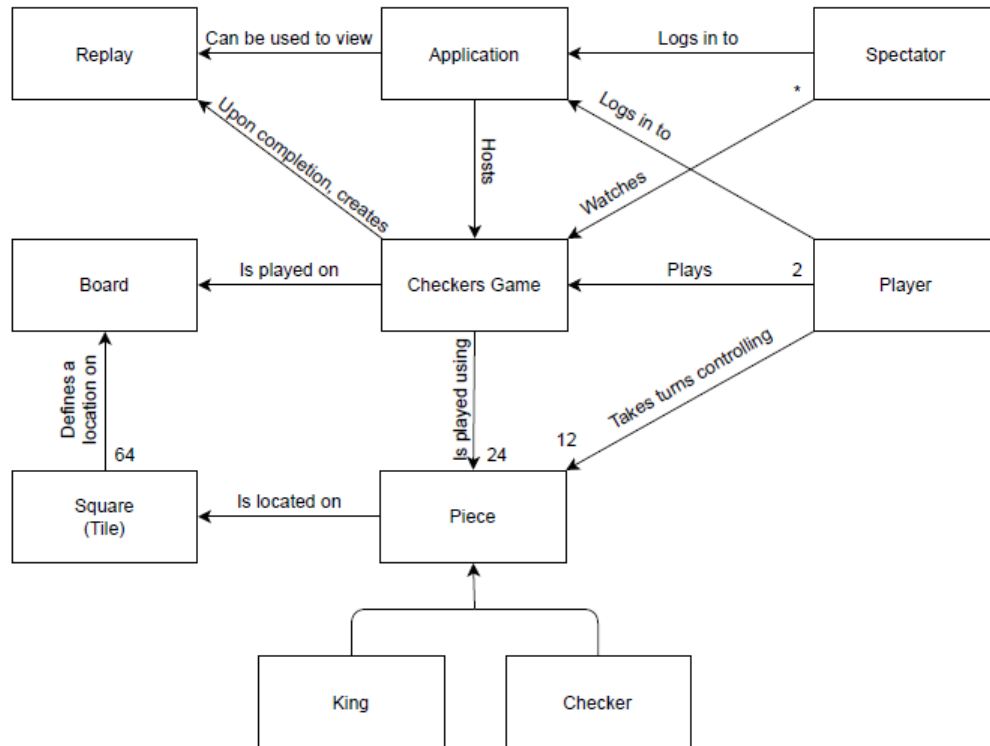 Replay
Can be used to view
Application
Logs in to
Spectator
*
Upon completion, creates
Hosts
Logs in to
Watches
Board
Is played on
Checkers Game
Plays
2
Player
Defines a
location on
64
Is played using
24
12
Takes turns controlling
Square
(Tile)
Is located on
Piece
King
Checker